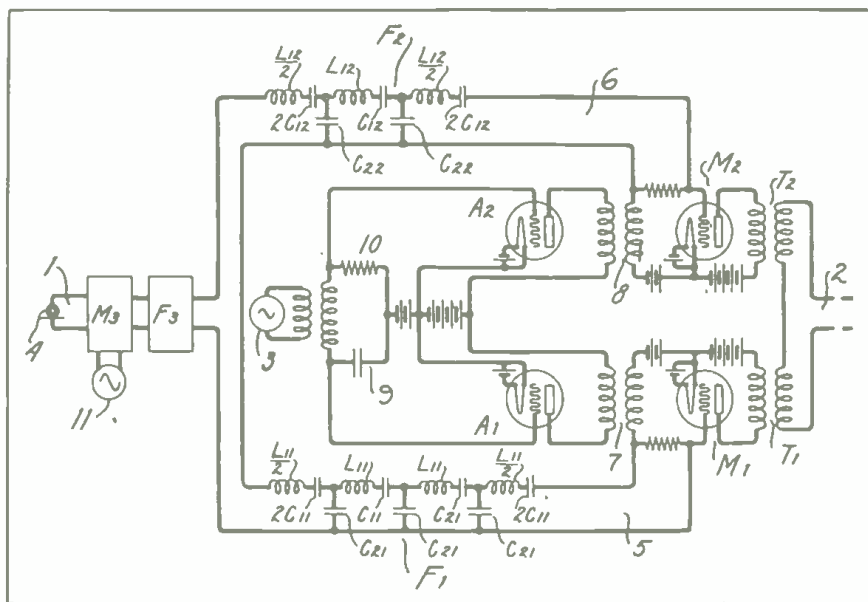 L12/2 L12 F2 L12/2
2C12 C12 2C12 6
C22 C22
M2 T2
A2
10
8
1 M3 F3 2
A 3
9
11
A1 7 M1 T1
L11/2 L11 L11 L11/2
2C11 C11 C21 2C11
C21 C21 C21 5
F1